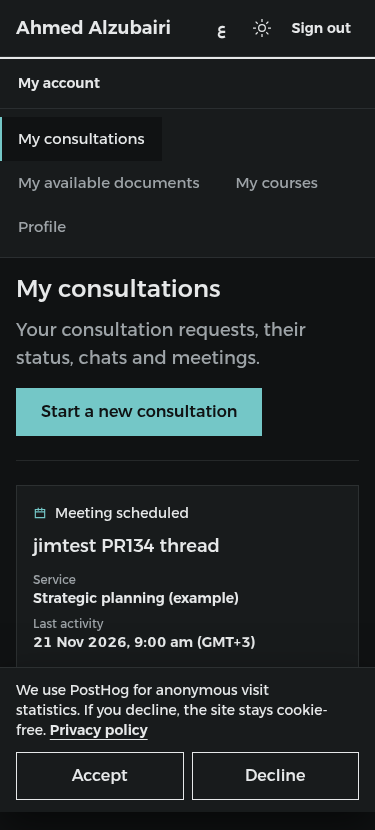 Ahmed Alzubairi
ع
Sign out
My account
My consultations
My available documents
My courses
Profile
My consultations
Your consultation requests, their
status, chats and meetings.
Start a new consultation
Meeting scheduled
jimtest PR134 thread
Service
Strategic planning (example)
Last activity
21 Nov 2026, 9:00 am (GMT+3)
We use PostHog for anonymous visit
statistics. If you decline, the site stays cookie-
free. Privacy policy
Accept
Decline